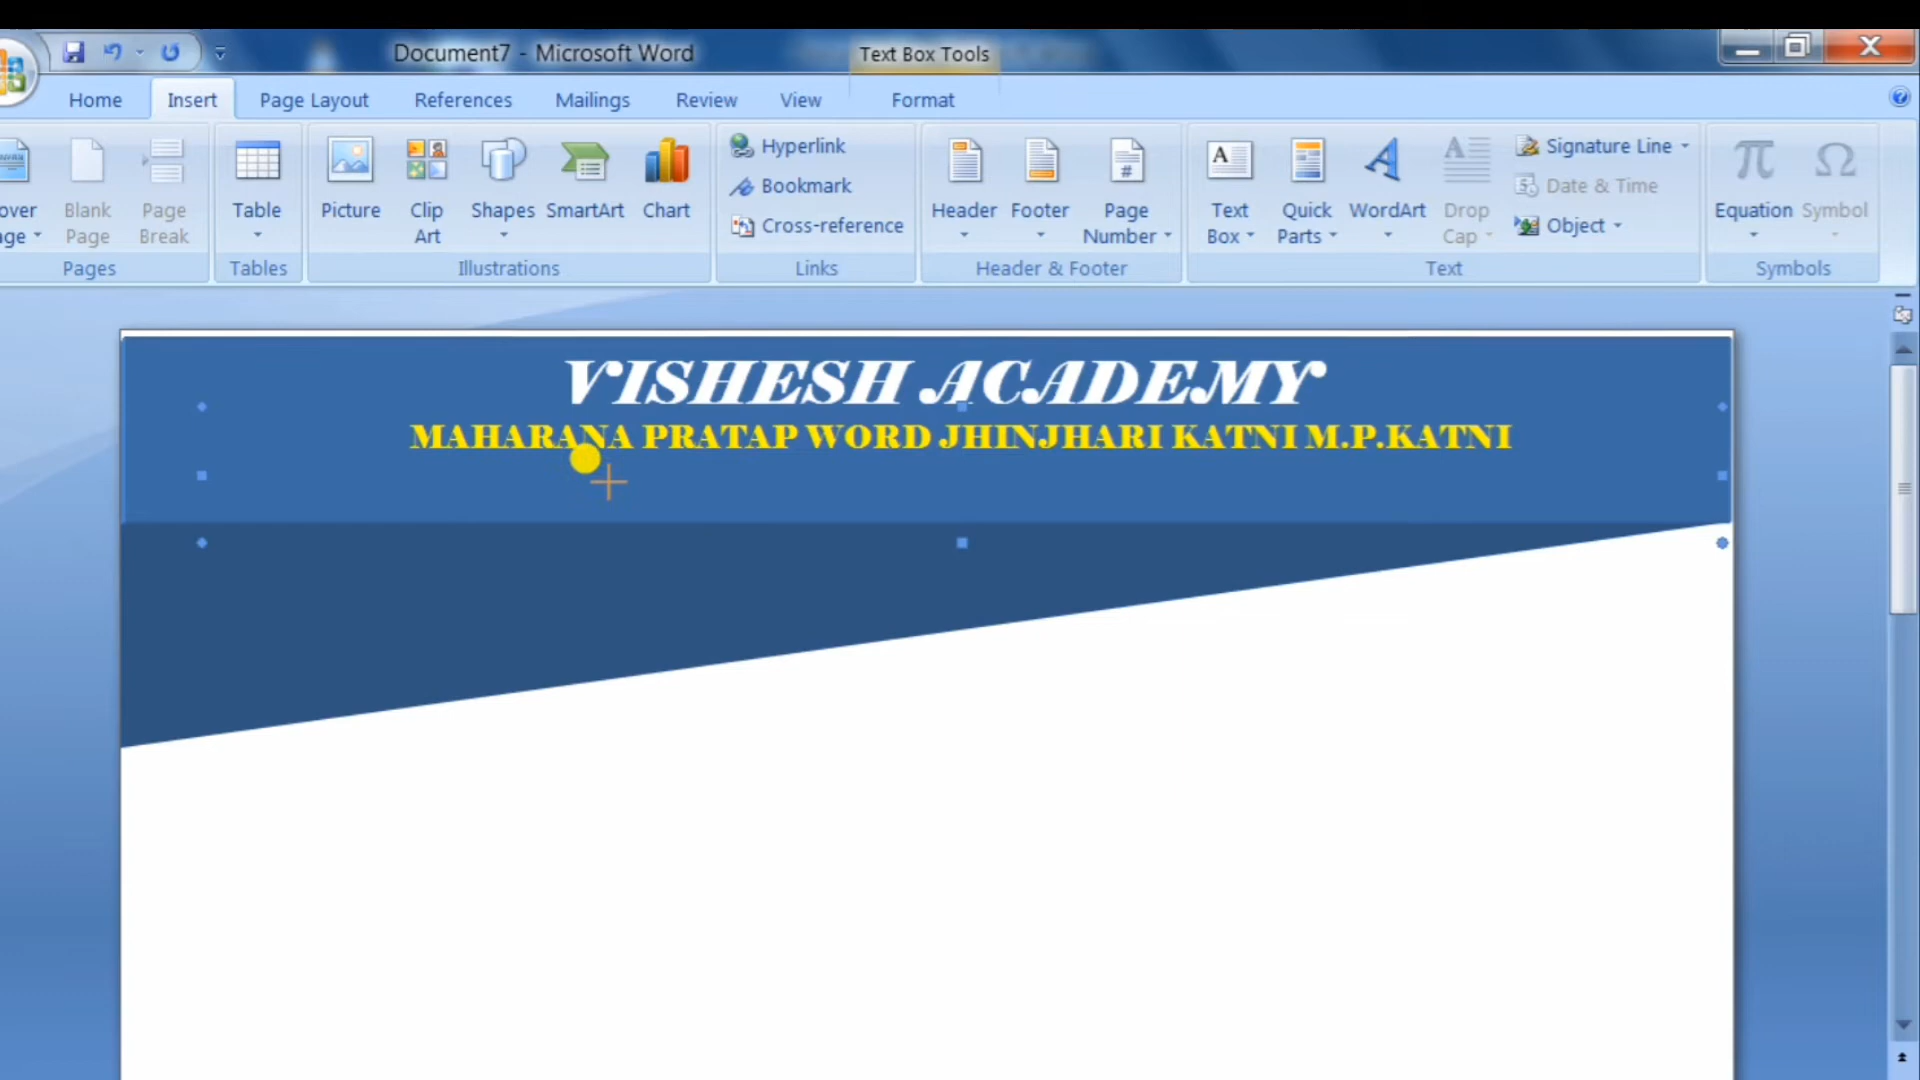 Document7 - Microsoft Word
Text Box Tools
Home Insert Page Layout References Mailings Review View Format
over
age
Blank
Page
Page
Break
Table
Picture
Clip
Art
Shapes
SmartArt
Chart
Hyperlink
Bookmark
Cross-reference
Header
Footer
Page
Number
Text
Box
Quick
Parts
WordArt
Drop
Cap
Signature Line
Date & Time
Object
Equation
Symbol
Pages Tables Illustrations Links Header & Footer Text Symbols
VISHESH ACADEMY
MAHARANA PRATAP WORD JHINJHARI KATNI M.P.KATNI